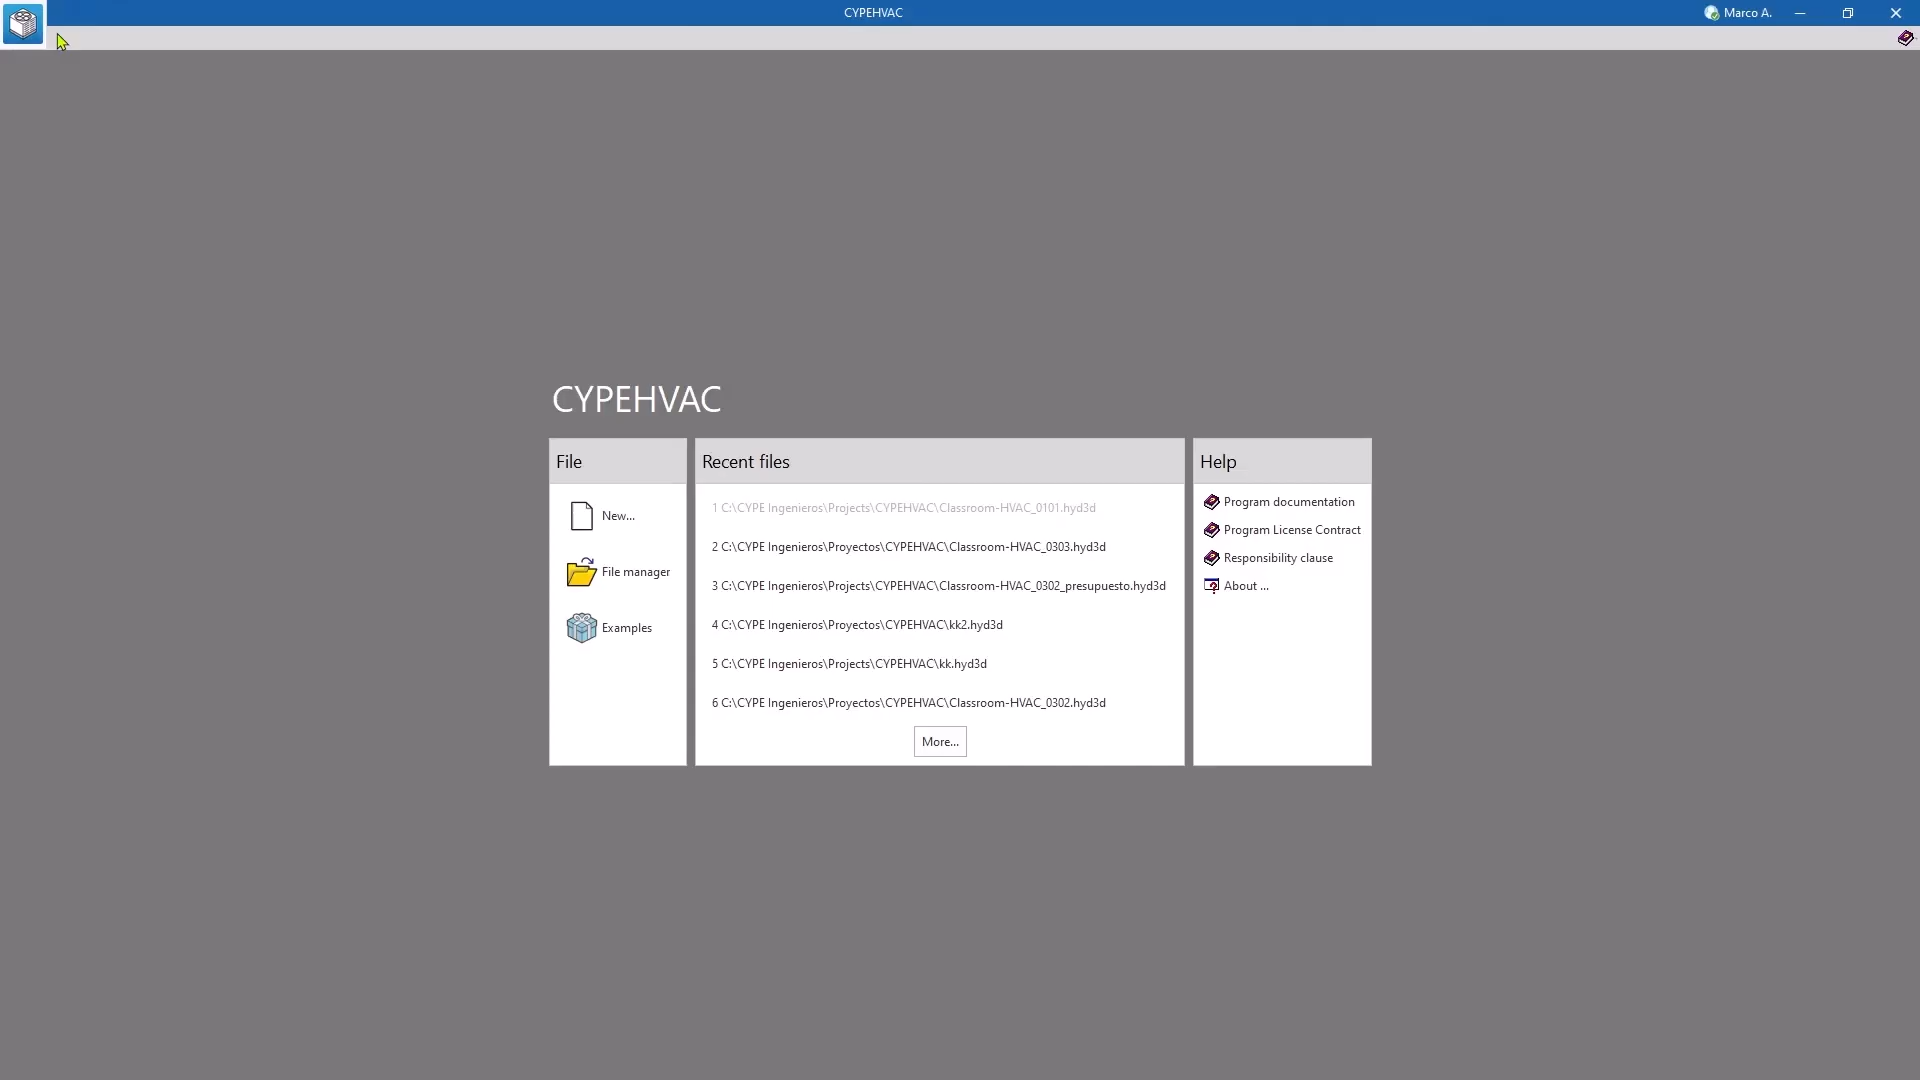 CYPEHVAC
Marco A.
CYPEHVAC
File
New...
File manager
Examples
Recent files
1 C:\CYPE Ingenieros\Projects\CYPEHVAC\Classroom-HVAC_0101.hyd3d
2 C:\CYPE Ingenieros\Proyectos\CYPEHVAC\Classroom-HVAC_0303.hyd3d
3 C:\CYPE Ingenieros\Projects\CYPEHVAC\Classroom-HVAC_0302_presupuesto.hyd3d
4 C:\CYPE Ingenieros\Proyectos\CYPEHVAC\kk2.hyd3d
5 C:\CYPE Ingenieros\Projects\CYPEHVAC\kk.hyd3d
6 C:\CYPE Ingenieros\Proyectos\CYPEHVAC\Classroom-HVAC_0302.hyd3d
More...
Help
Program documentation
Program License Contract
Responsibility clause
About ...